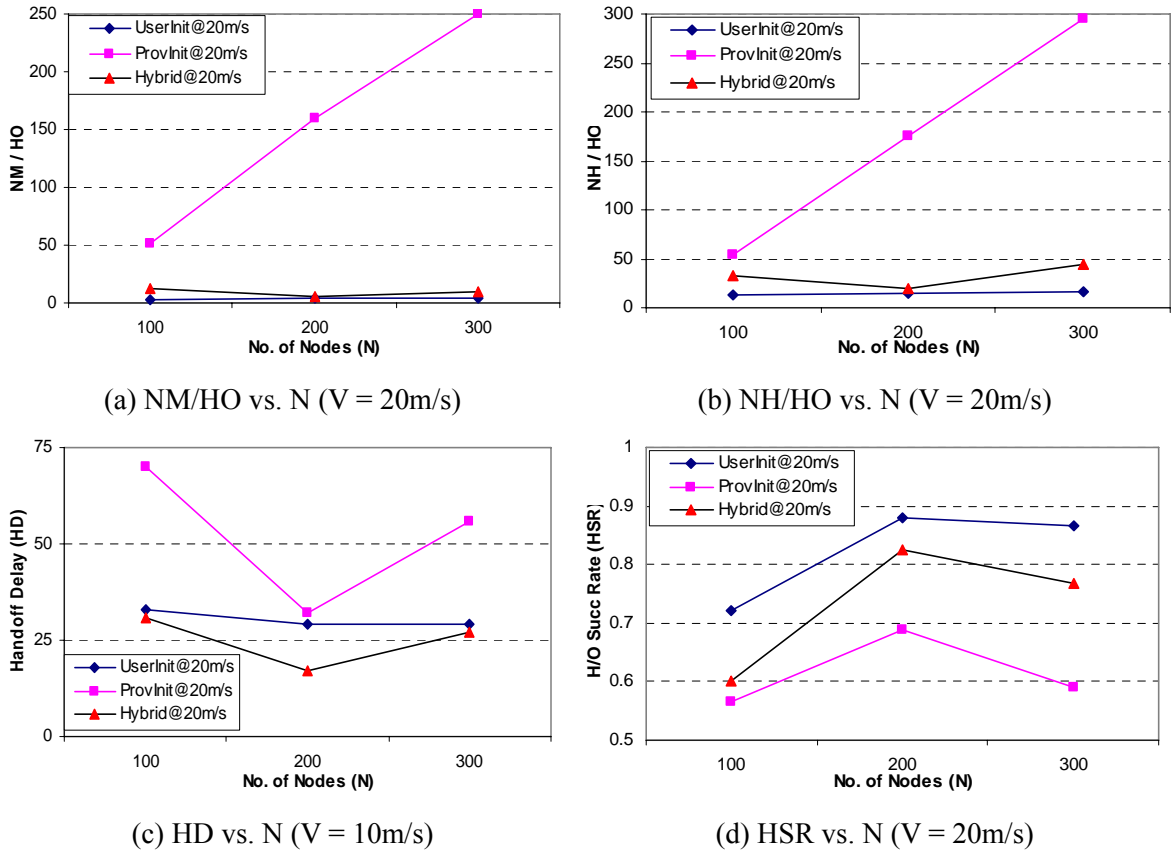 250
200
150
100
50
0
NM / HO
UserInit@20m/s
ProvInit@20m/s
Hybrid@20m/s
100 200 300
No. of Nodes (N)
(a) NM/HO vs. N (V = 20m/s)
300
250
200
150
100
50
0
NH / HO
UserInit@20m/s
ProvInit@20m/s
Hybrid@20m/s
100 200 300
No. of Nodes (N)
(b) NH/HO vs. N (V = 20m/s)
75
50
25
0
Handoff Delay (HD)
UserInit@20m/s
ProvInit@20m/s
Hybrid@20m/s
100 200 300
No. of Nodes (N)
(c) HD vs. N (V = 10m/s)
1
0.9
0.8
0.7
0.6
0.5
H/O Succ Rate (HSR)
UserInit@20m/s
ProvInit@20m/s
Hybrid@20m/s
100 200 300
No. of Nodes (N)
(d) HSR vs. N (V = 20m/s)